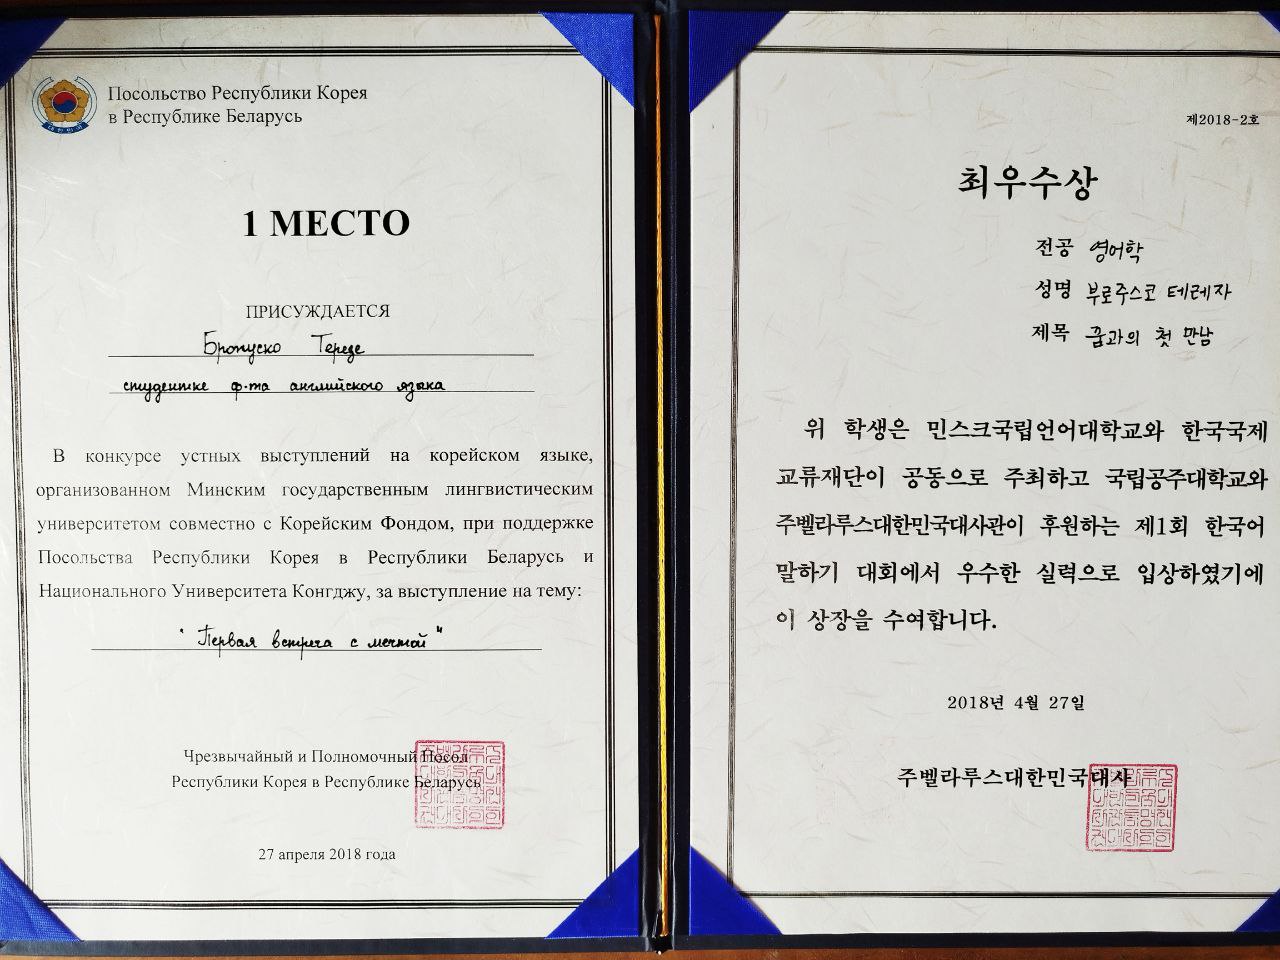 Посольство Республики Корея
в Республике Беларусь
대한민국
1 МЕСТО
ПРИСУЖДАЕТСЯ
Бропуско Терезе
студентке ф-та английского языка
В конкурсе устных выступлений на корейском языке,
организованном Минским государственным лингвистическим
университетом совместно с Корейским Фондом, при поддержке
Посольства Республики Корея в Республики Беларусь и
Национального Университета Конгджу, за выступление на тему:
"Первая встреча с мечтой"
Чрезвычайный и Полномочный Посол
Республики Корея в Республике Беларусь
27 апреля 2018 года
제2018-2호
최우수상
전공 영어학
성명 부로주스코 테레자
제목 꿈과의 첫 만남
위 학생은 민스크국립언어대학교와 한국국제
교류재단이 공동으로 주최하고 국립공주대학교와
주벨라루스대한민국대사관이 후원하는 제1회 한국어
말하기 대회에서 우수한 실력으로 입상하였기에
이 상장을 수여합니다.
2018년 4월 27일
주벨라루스대한민국대사